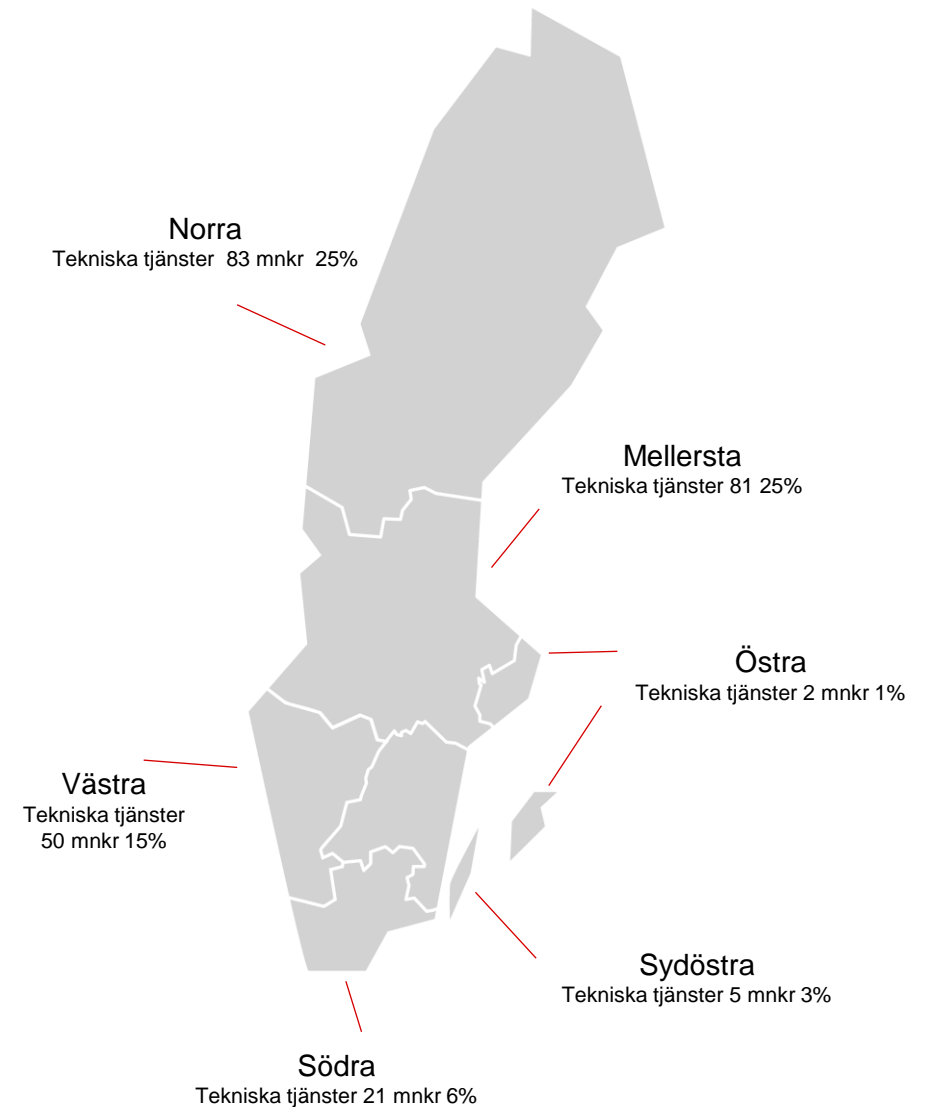 Norra
Tekniska tjänster  83 mnkr  25%
Mellersta
Tekniska tjänster 81 25%
Östra
Tekniska tjänster 2 mnkr 1%
Västra
Tekniska tjänster
50 mnkr 15%
Sydöstra
Tekniska tjänster 5 mnkr 3%
Södra
Tekniska tjänster 21 mnkr 6%